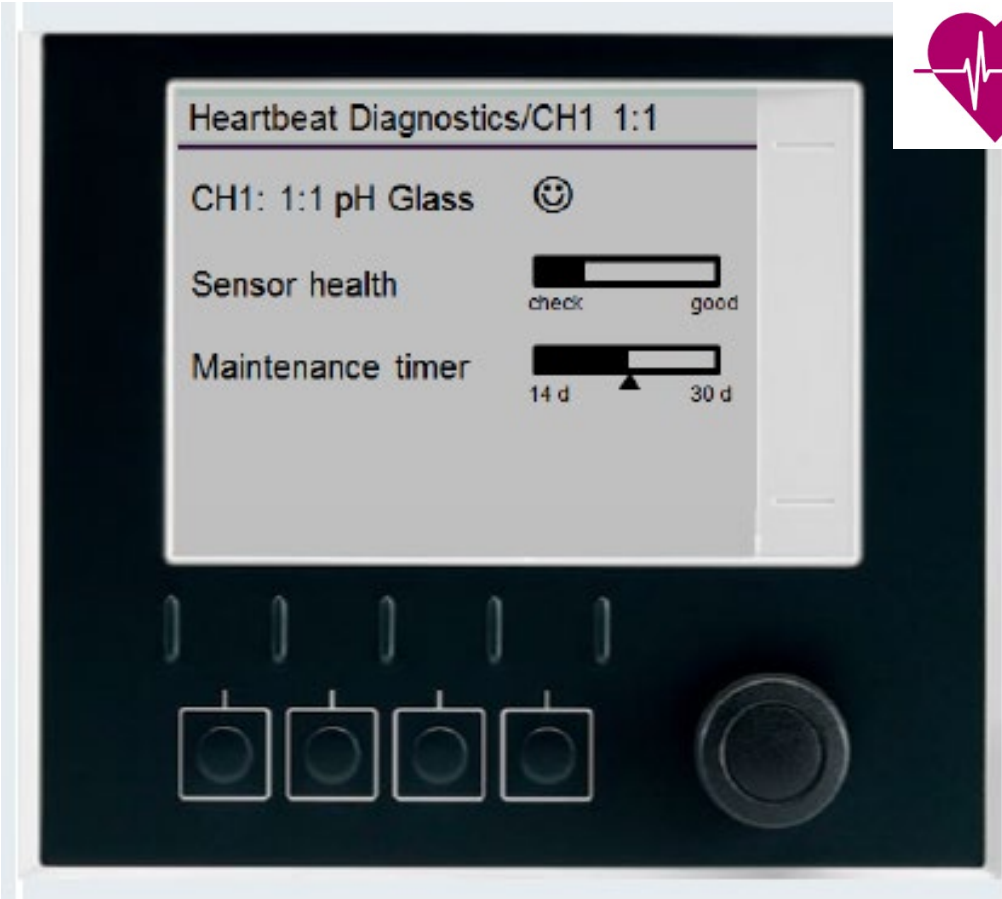 Heartbeat Diagnostics/CH1 1:1
CH1: 1:1 pH Glass
Sensor health
check good
Maintenance timer
14 d 30 d